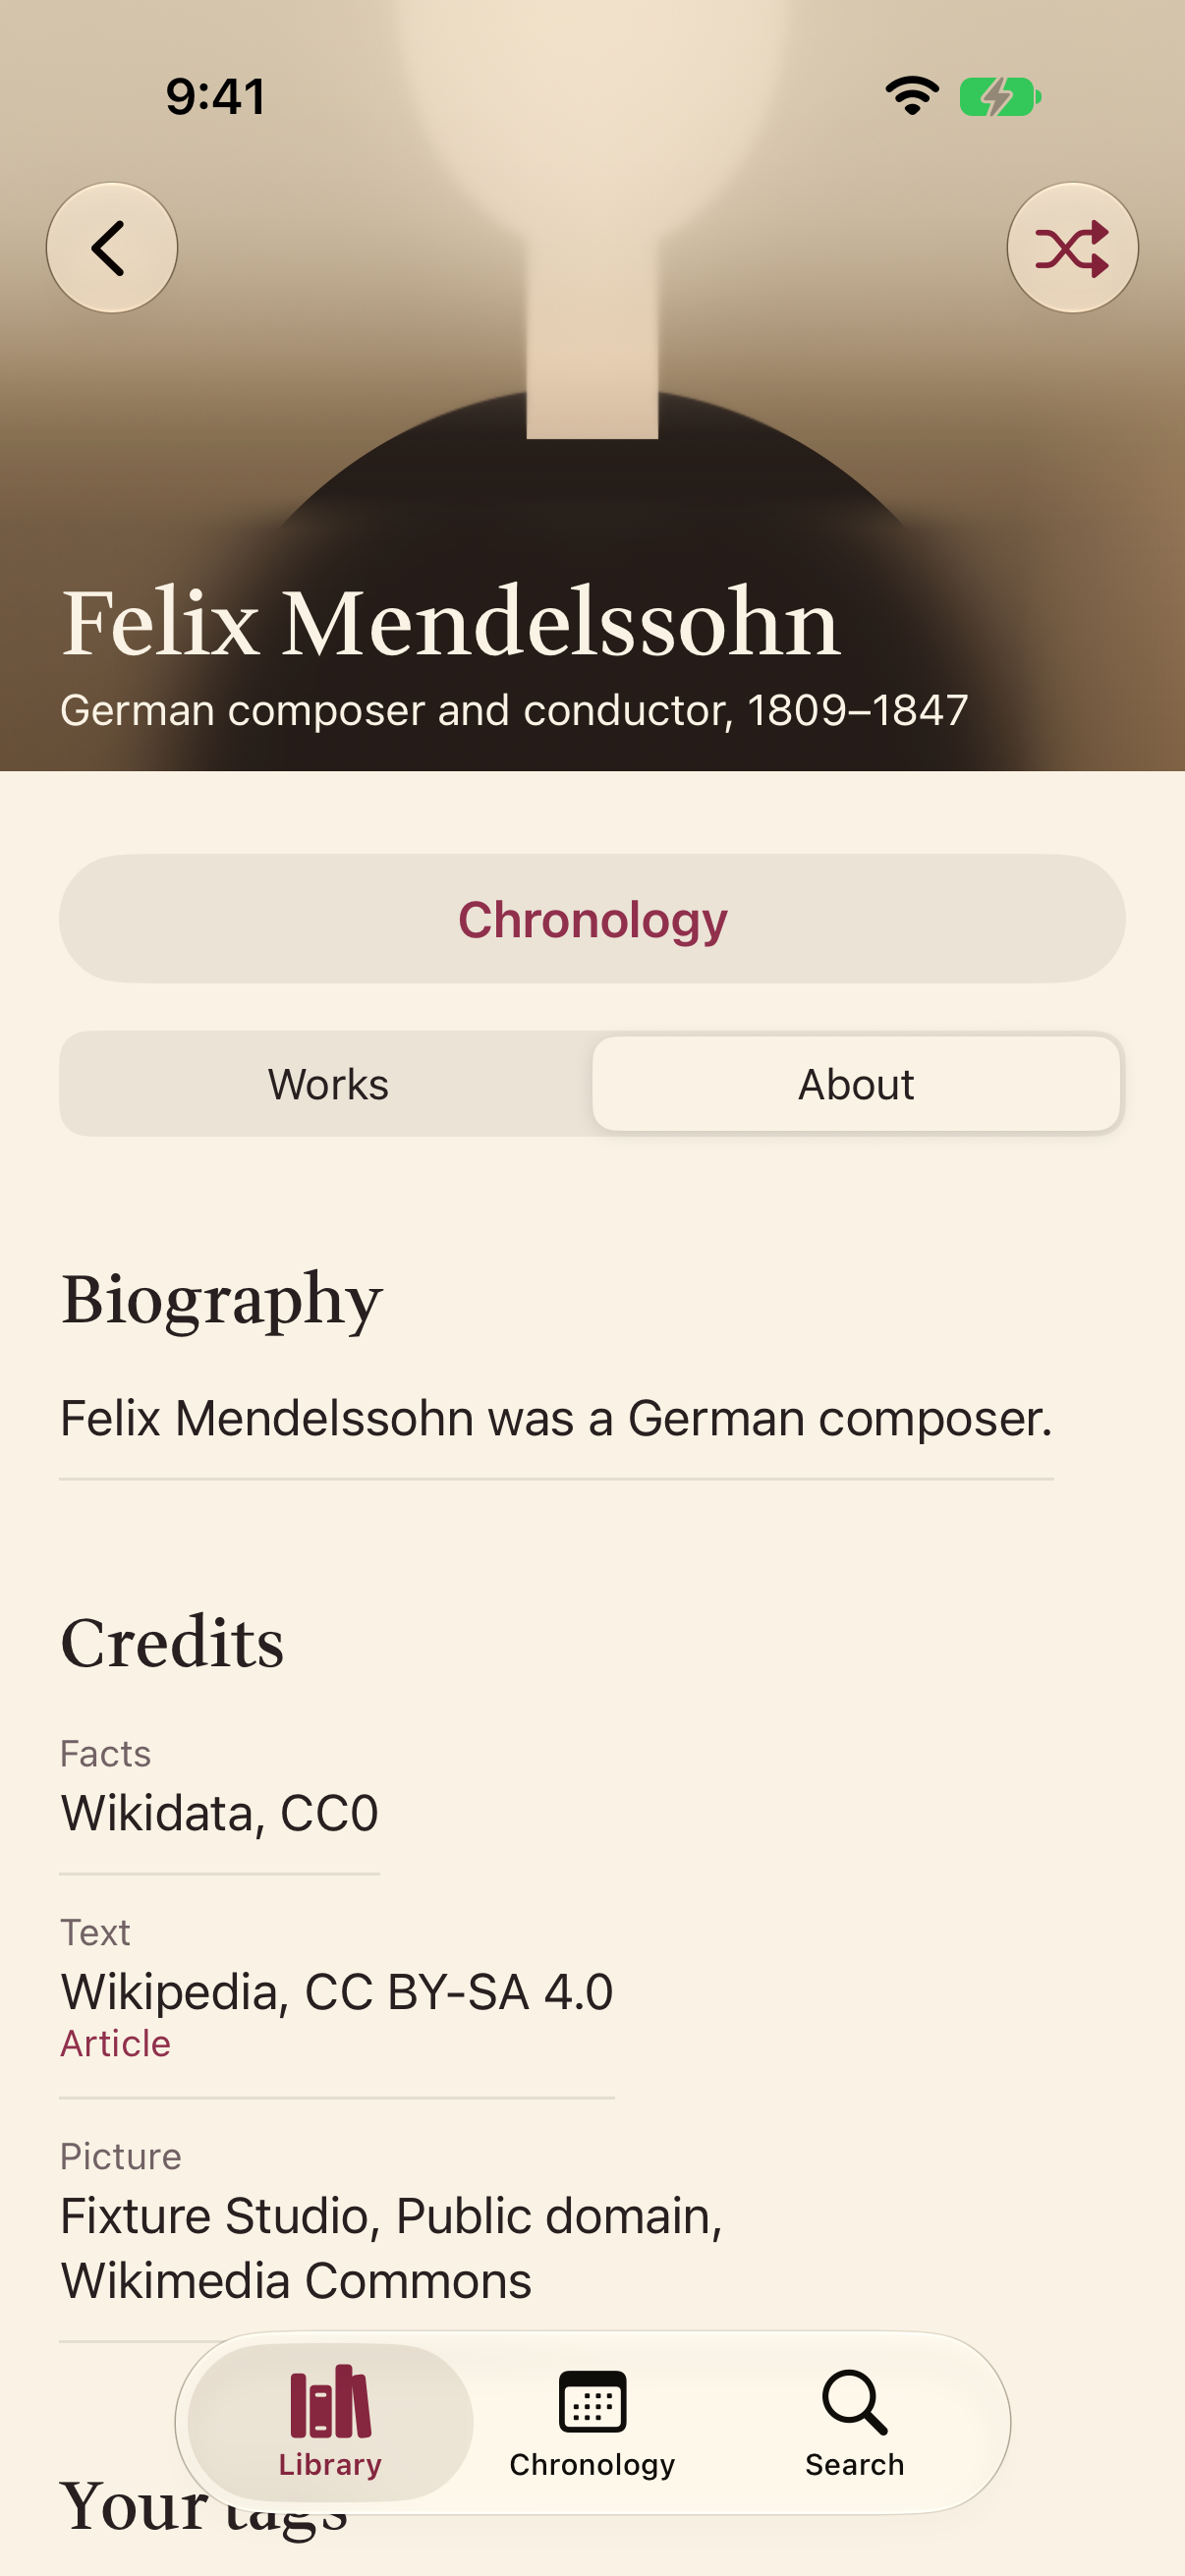 9:41
Felix Mendelssohn
German composer and conductor, 1809–1847
Chronology
Works
About
Biography
Felix Mendelssohn was a German composer.
Credits
Facts
Wikidata, CC0
Text
Wikipedia, CC BY-SA 4.0
Article
Picture
Fixture Studio, Public domain,
Wikimedia Commons
Your tags
Library
Chronology
Search